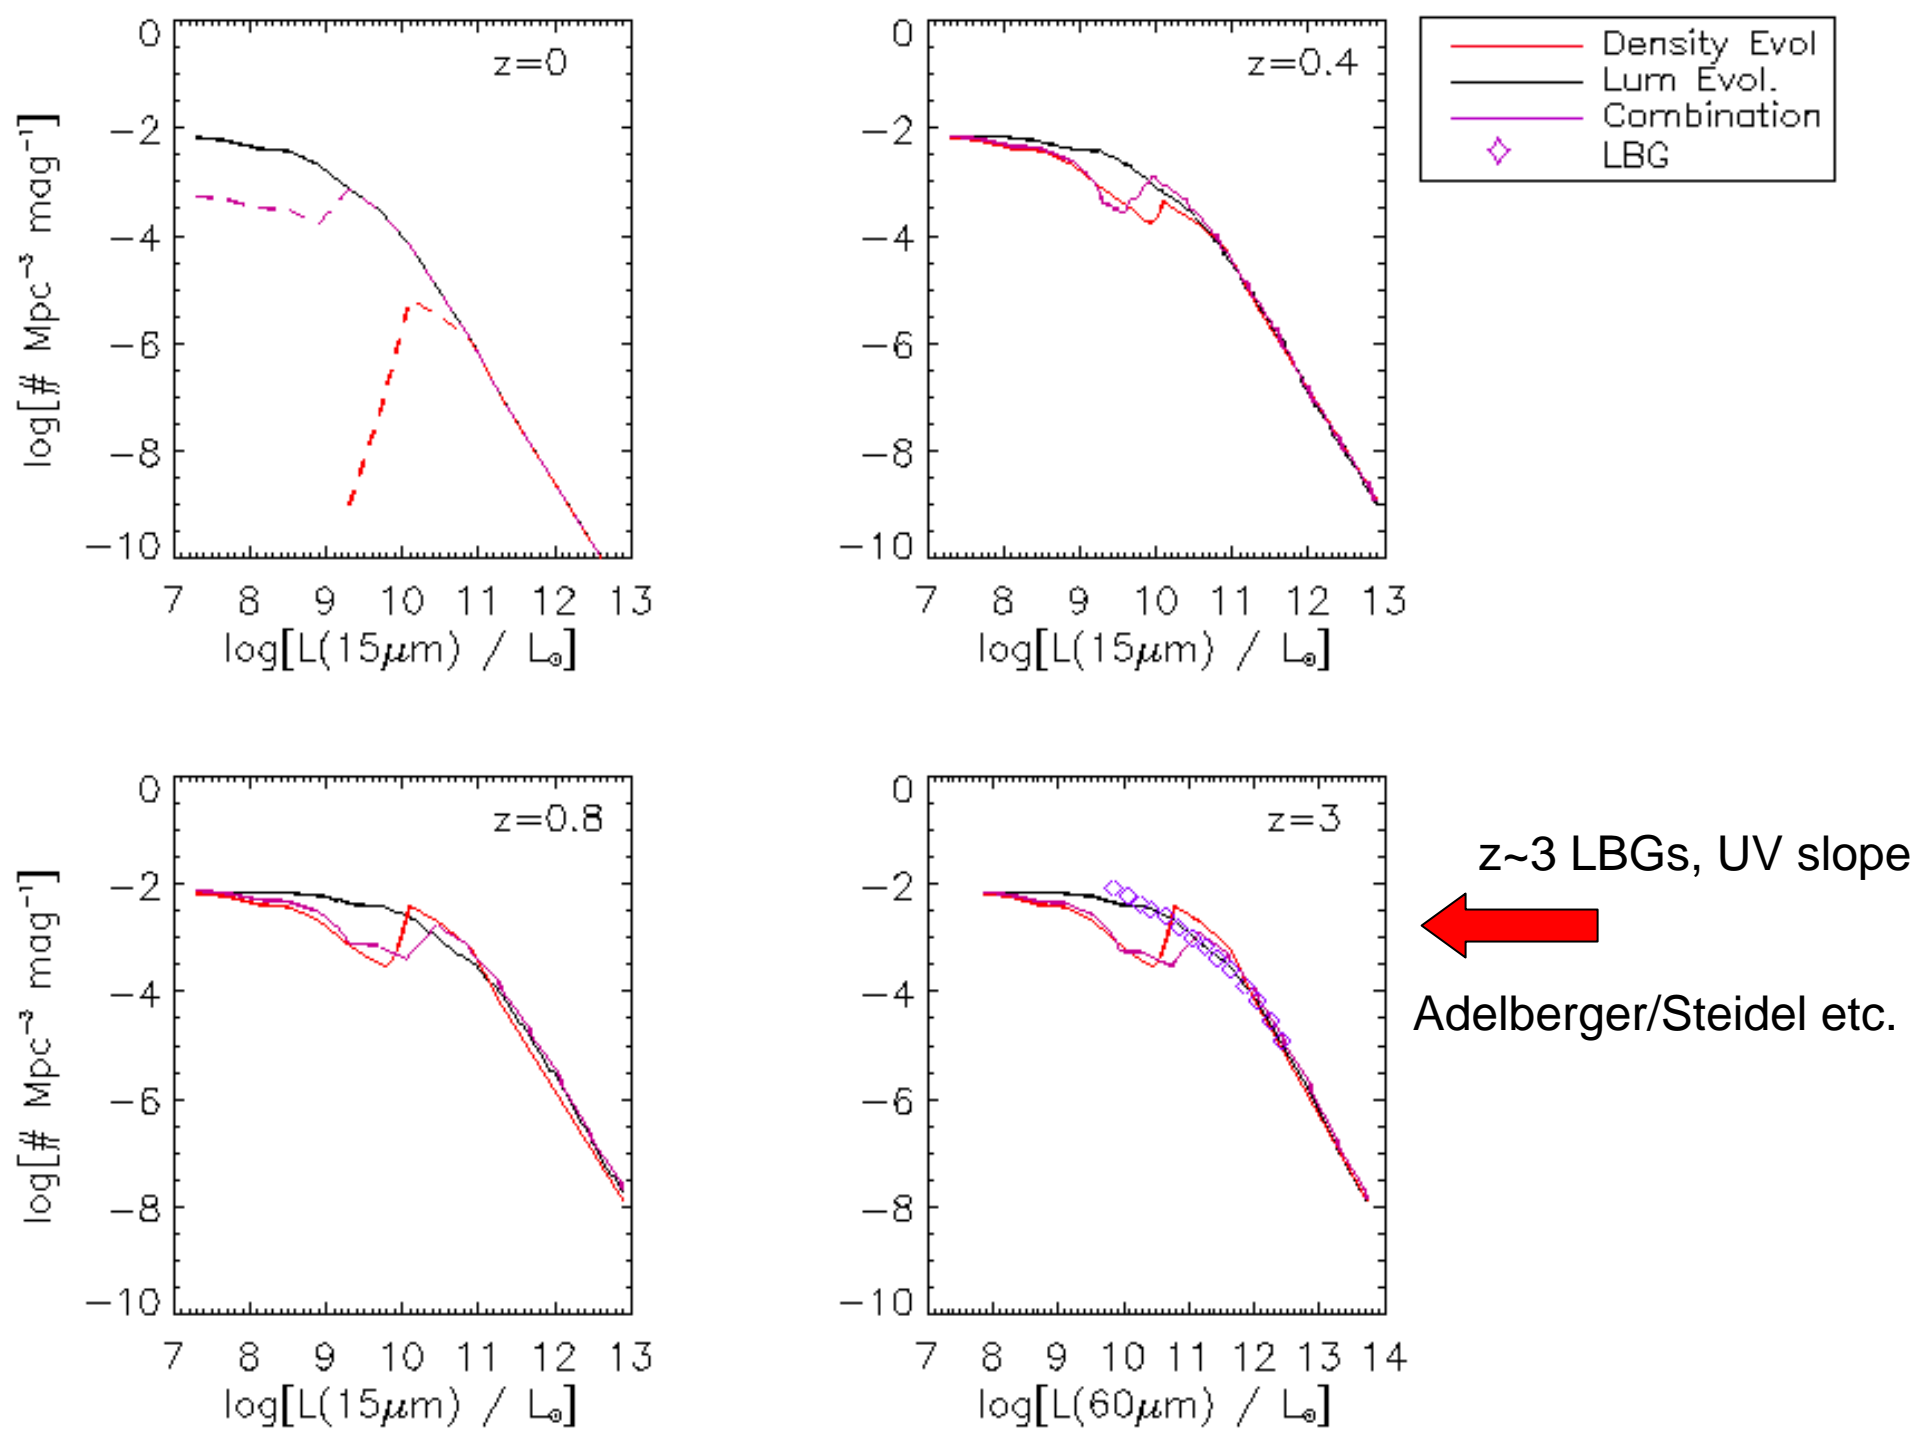 0
−2
−4
−6
−8
−10
z=0
7 8 9 10 11 12 13
log[L(15μm) / L☉]
log[# Mpc⁻³ mag⁻¹]
0
−2
−4
−6
−8
−10
z=0.4
7 8 9 10 11 12 13
log[L(15μm) / L☉]
Density Evol
Lum Evol.
Combination
LBG
0
−2
−4
−6
−8
−10
z=0.8
7 8 9 10 11 12 13
log[L(15μm) / L☉]
log[# Mpc⁻³ mag⁻¹]
0
−2
−4
−6
−8
−10
z=3
7 8 9 10 11 12 13 14
log[L(60μm) / L☉]
z~3 LBGs, UV slope
Adelberger/Steidel etc.